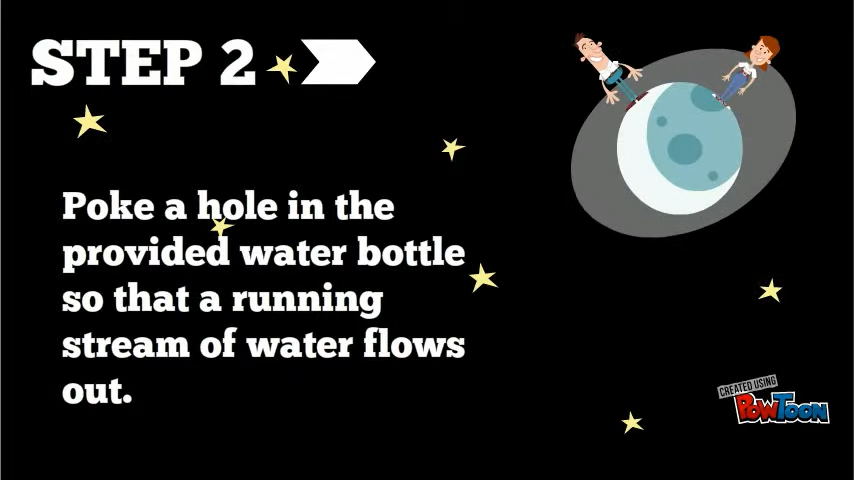 STEP 2
Poke a hole in the
provided water bottle
so that a running
stream of water flows
out.
CREATED USING
POWTOON